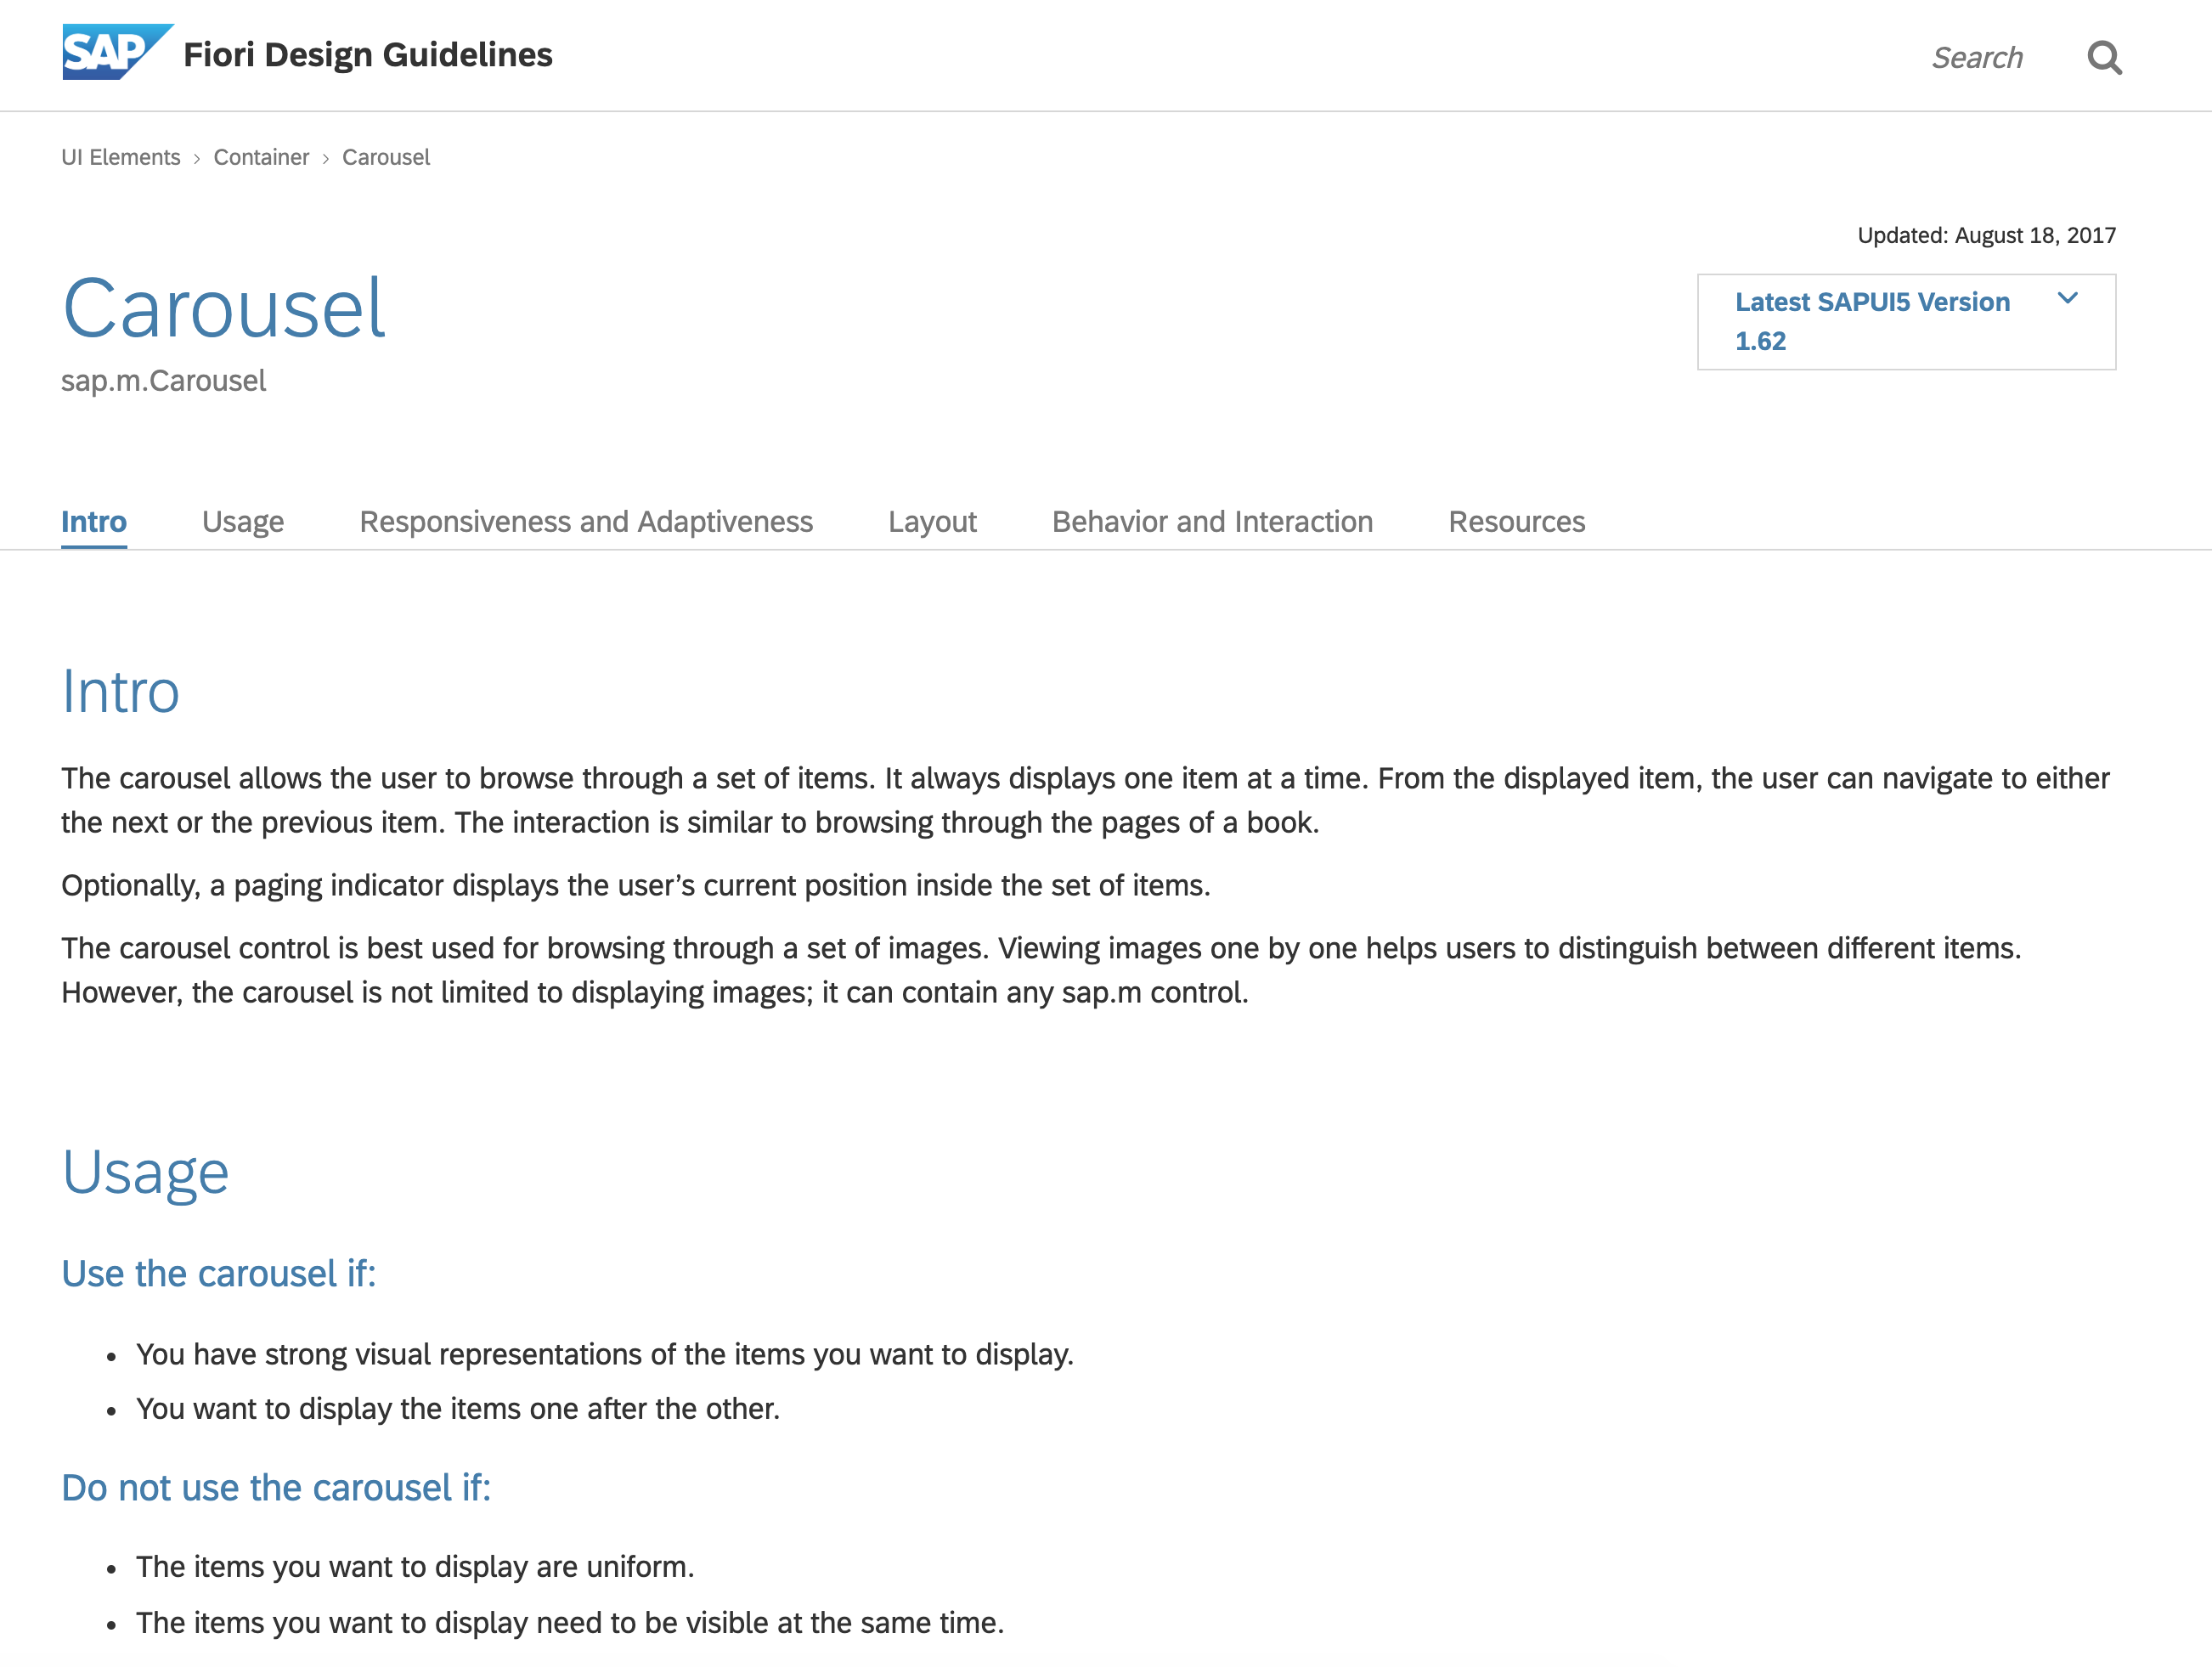 SAP Fiori Design Guidelines
Search
UI Elements › Container › Carousel
Updated: August 18, 2017
Carousel
Latest SAPUI5 Version
1.62
sap.m.Carousel
Intro Usage Responsiveness and Adaptiveness Layout Behavior and Interaction Resources
Intro
The carousel allows the user to browse through a set of items. It always displays one item at a time. From the displayed item, the user can navigate to either
the next or the previous item. The interaction is similar to browsing through the pages of a book.
Optionally, a paging indicator displays the user’s current position inside the set of items.
The carousel control is best used for browsing through a set of images. Viewing images one by one helps users to distinguish between different items.
However, the carousel is not limited to displaying images; it can contain any sap.m control.
Usage
Use the carousel if:
• You have strong visual representations of the items you want to display.
• You want to display the items one after the other.
Do not use the carousel if:
• The items you want to display are uniform.
• The items you want to display need to be visible at the same time.